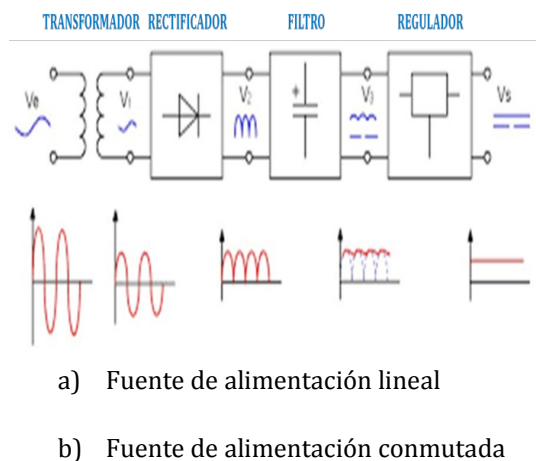 TRANSFORMADOR RECTIFICADOR FILTRO REGULADOR
Ve V₁ V₂ + V₃ Vs
a) Fuente de alimentación lineal
b) Fuente de alimentación conmutada